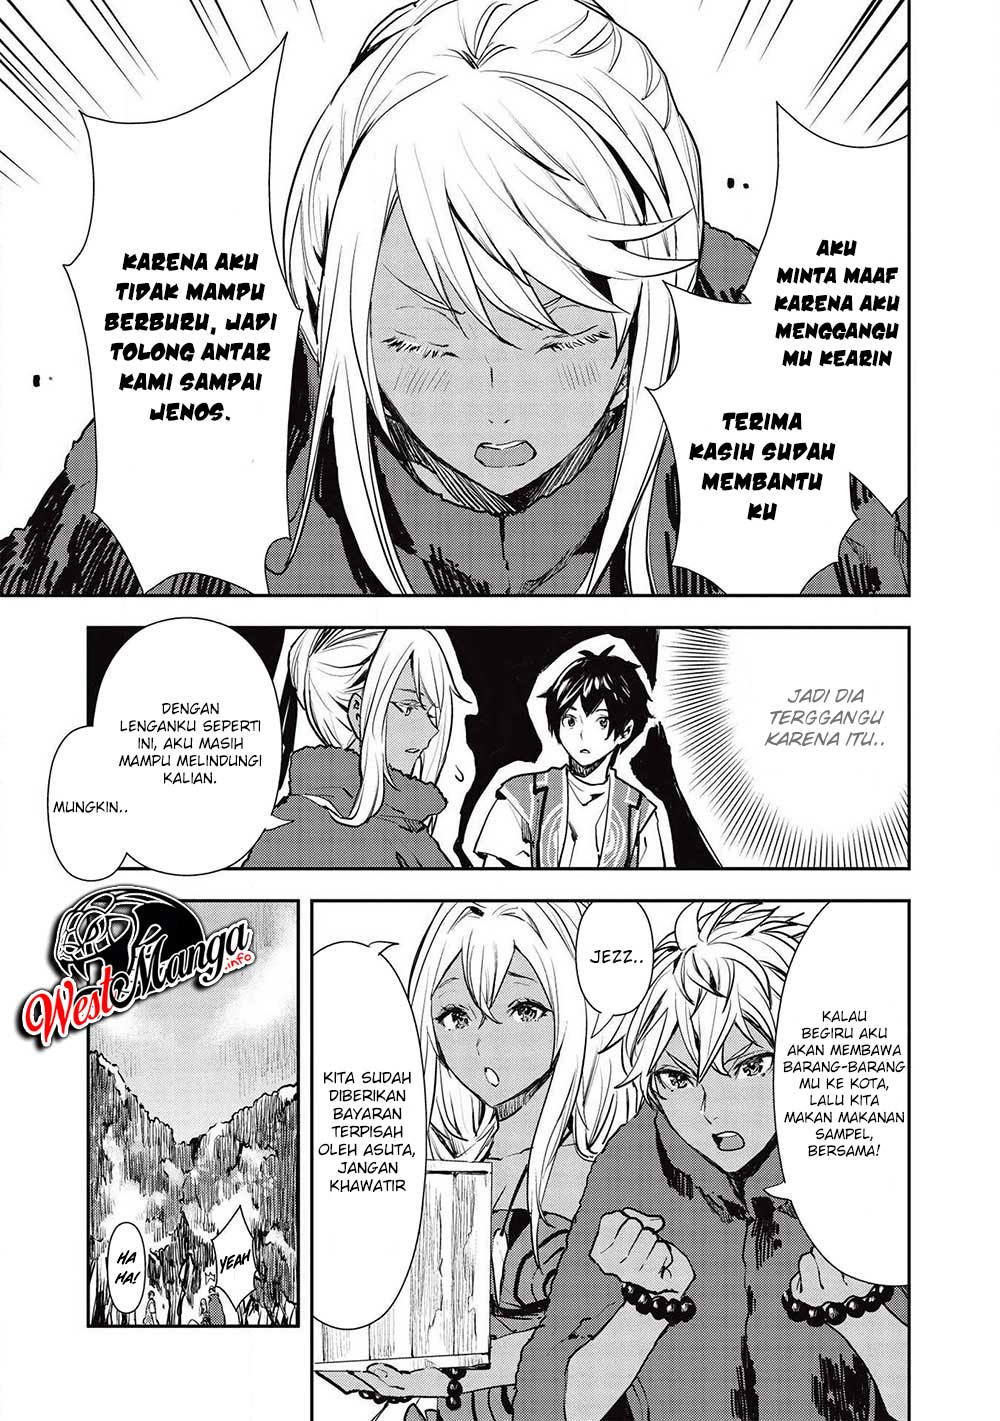 AKU
MINTA MAAF
KARENA AKU
MENGGANGU
MU KEARIN
TERIMA
KASIH SUDAH
MEMBANTU
KU
KARENA AKU
TIDAK MAMPU
BERBURU, JADI
TOLONG ANTAR
KAMI SAMPAI
JENOS.
JADI DIA
TERGGANGU
KARENA ITU..
DENGAN
LENGANKU SEPERTI
INI, AKU MASIH
MAMPU MELINDUNGI
KALIAN.
MUNGKIN..
KALAU
BEGIRU AKU
AKAN MEMBAWA
BARANG-BARANG
MU KE KOTA,
LALU KITA
MAKAN MAKANAN
SAMPEL,
BERSAMA!
JEZZ..
KITA SUDAH
DIBERIKAN
BAYARAN
TERPISAH
OLEH ASUTA,
JANGAN
KHAWATIR
YEAH
HA
HA!
WestManga
.info